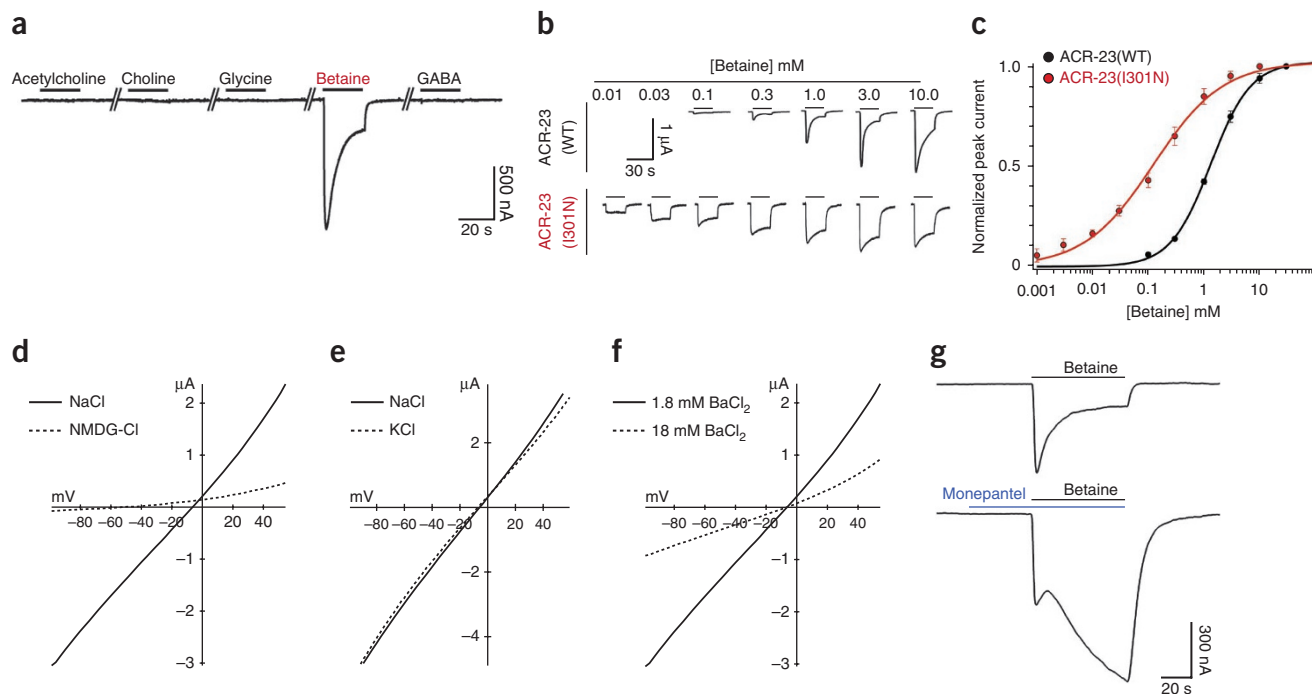 a
Acetylcholine Choline Glycine Betaine GABA
500 nA
20 s
b
[Betaine] mM
0.01 0.03 0.1 0.3 1.0 3.0 10.0
ACR-23 (WT)
1 μA
30 s
ACR-23 (I301N)
c
ACR-23(WT)
ACR-23(I301N)
Normalized peak current
1.0
0.5
0
0.001 0.01 0.1 1 10
[Betaine] mM
d
μA
NaCl
NMDG-Cl
2
1
mV
−80 −60 −40 −20 20 40
−1
−2
−3
e
μA
NaCl
KCl
2
mV
−80 −60 −40 −20 20 40
−2
−4
f
μA
1.8 mM BaCl2
18 mM BaCl2
2
1
mV
−80 −60 −40 −20 20 40
−1
−2
−3
g
Betaine
Monepantel Betaine
300 nA
20 s